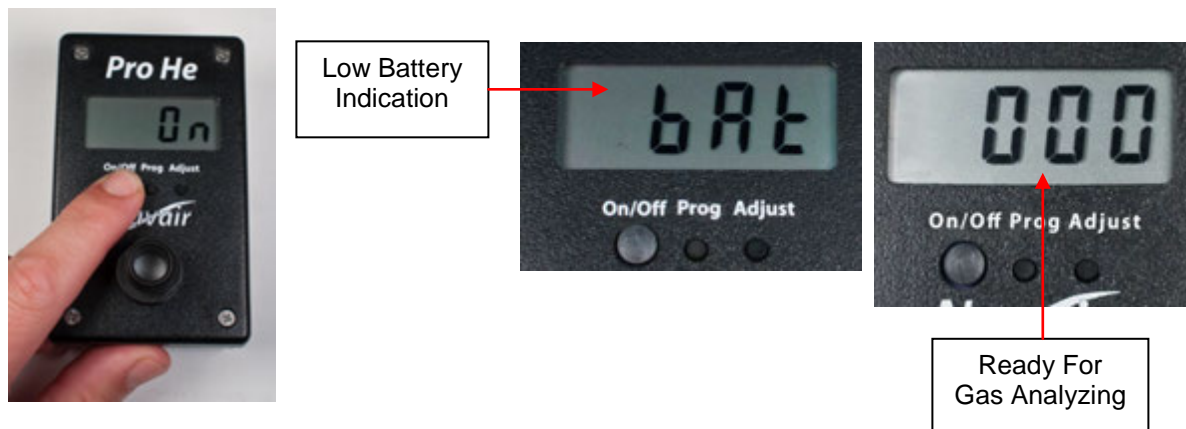 Pro He
On
On/Off Prog Adjust
Low Battery
Indication
bAt
On/Off Prog Adjust
000
On/Off Prog Adjust
Ready For
Gas Analyzing